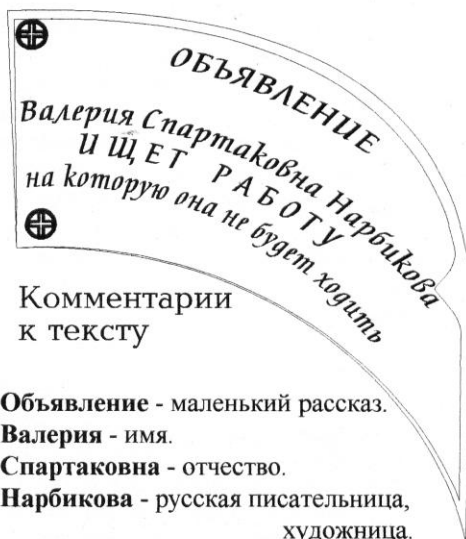 ОБЪЯВЛЕНИЕ
Валерия Спартаковна Нарбикова
ИЩЕТ РАБОТУ
на которую она не будет ходить
Комментарии
к тексту
Объявление - маленький рассказ.
Валерия - имя.
Спартаковна - отчество.
Нарбикова - русская писательница,
художница.